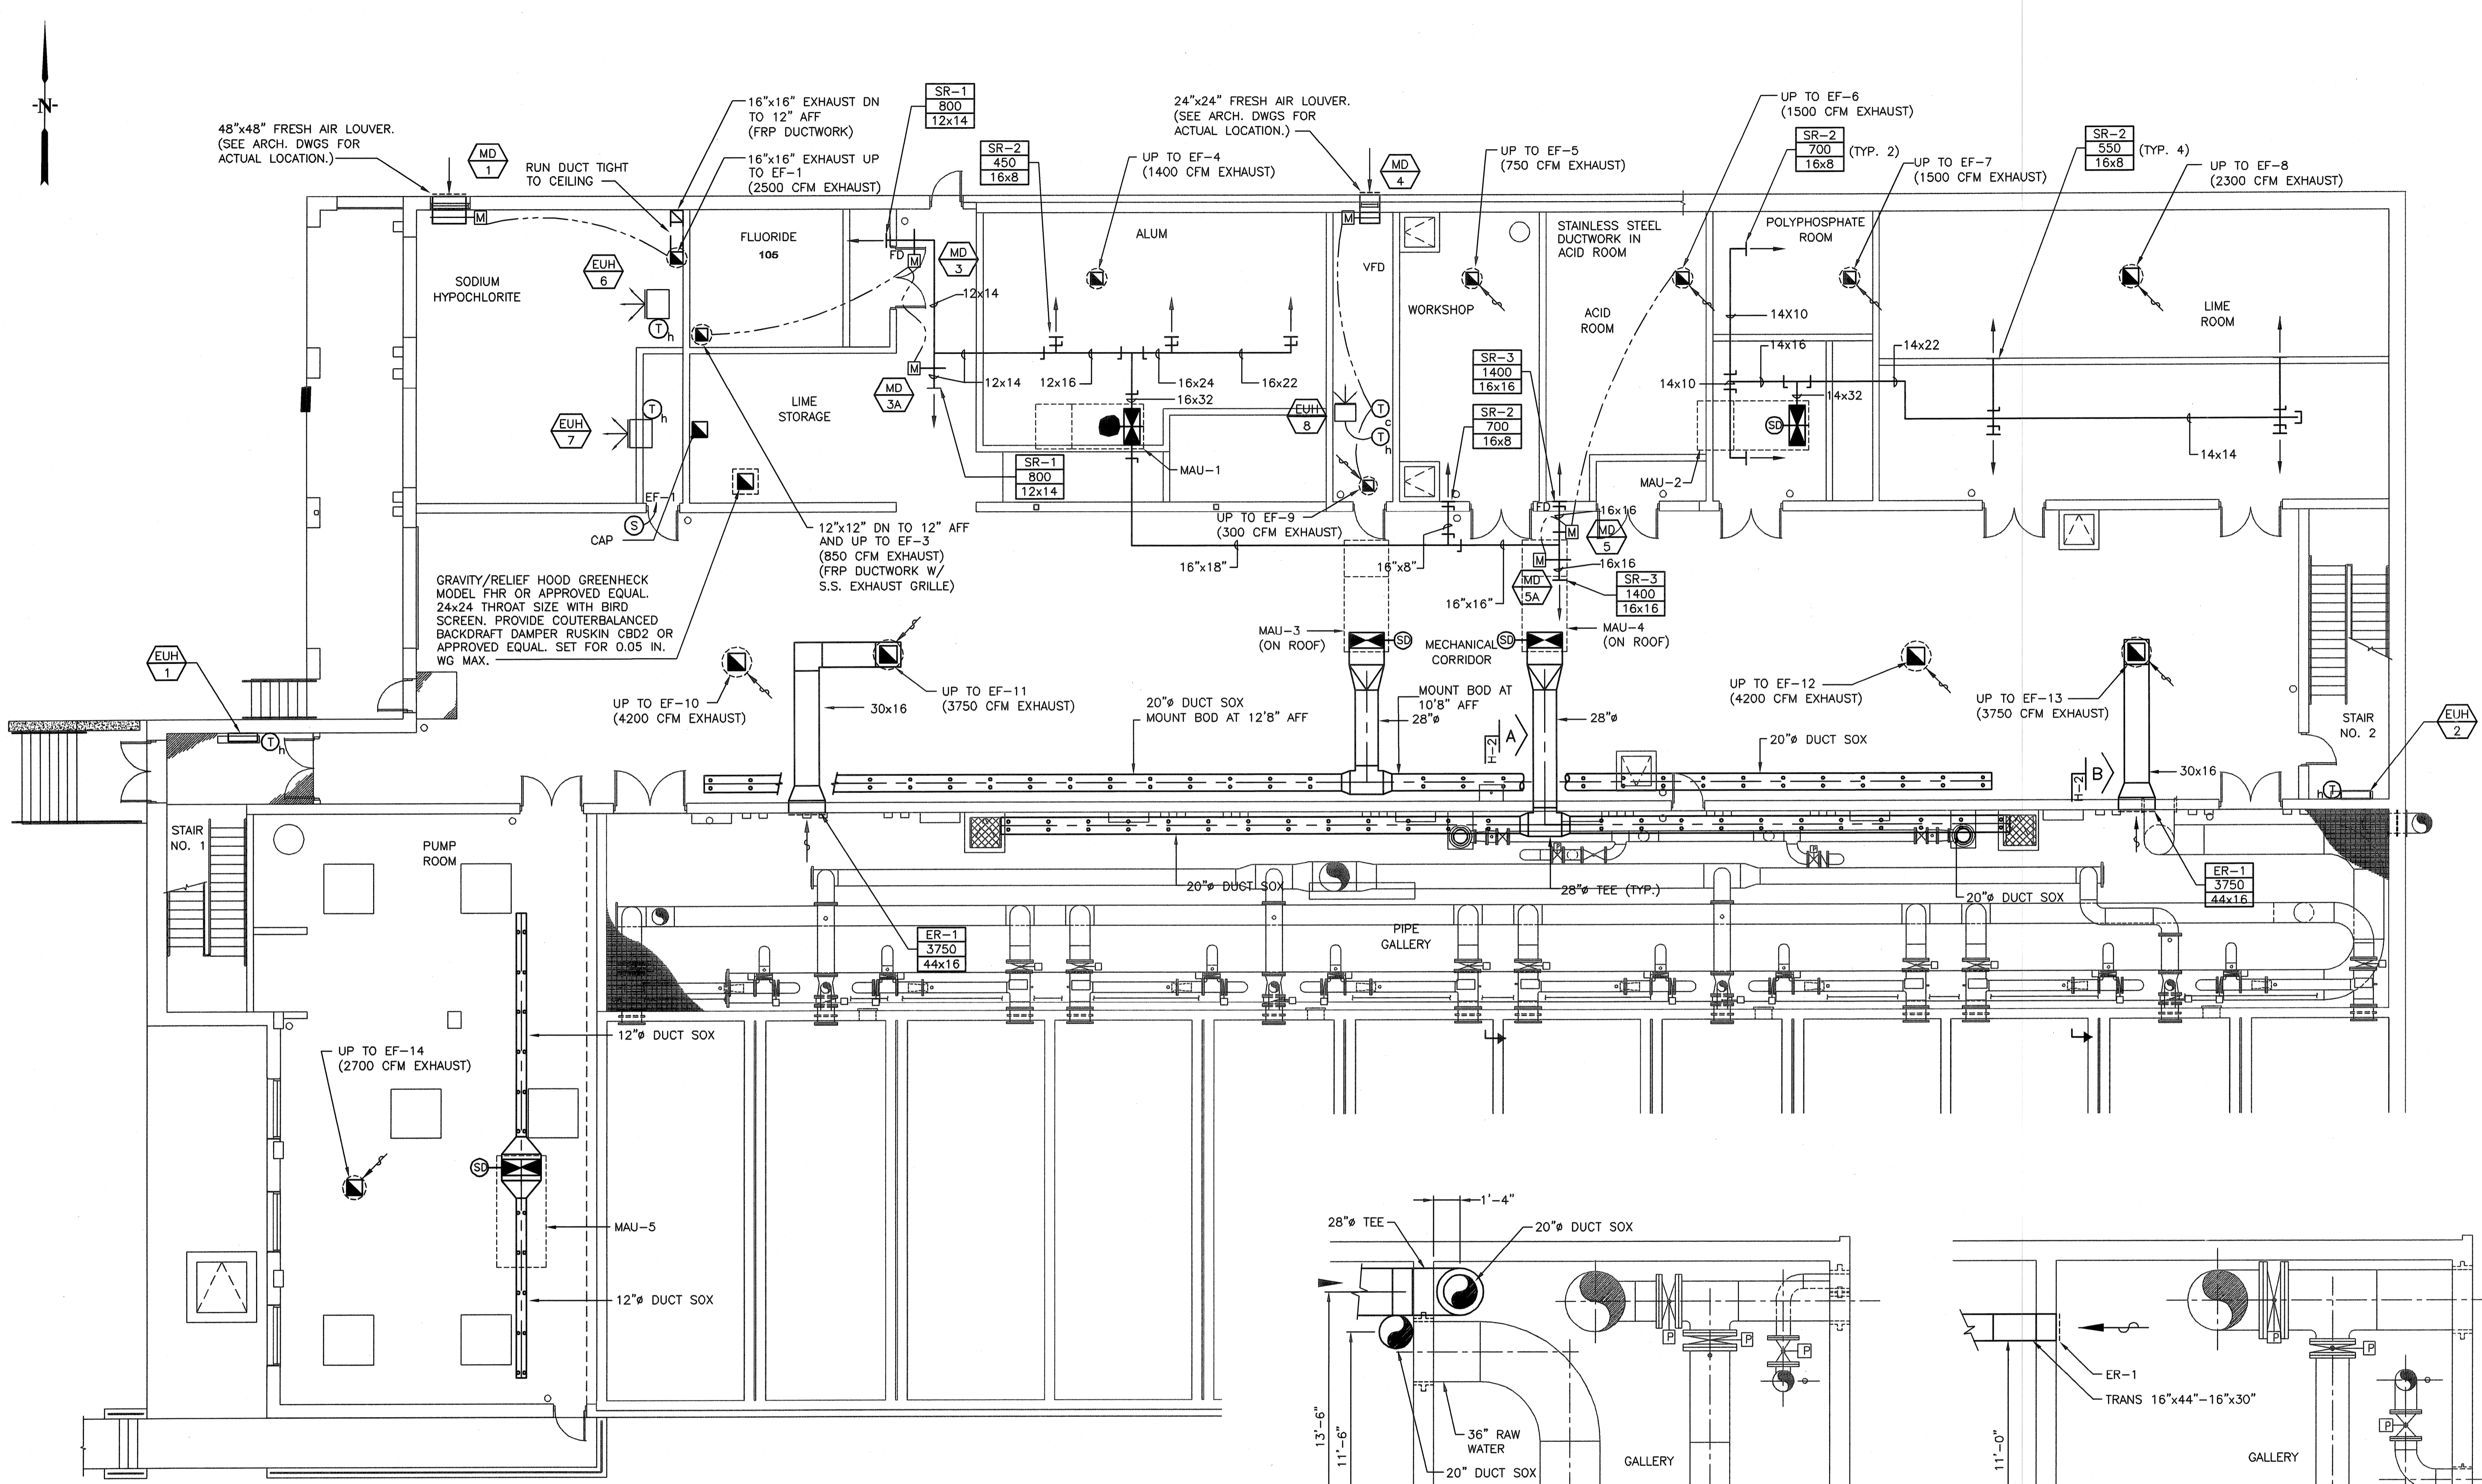 -N-
48"x48" FRESH AIR LOUVER.
(SEE ARCH. DWGS FOR
ACTUAL LOCATION.)
MD
1
RUN DUCT TIGHT
TO CEILING
16"x16" EXHAUST DN
TO 12" AFF
(FRP DUCTWORK)
16"x16" EXHAUST UP
TO EF-1
(2500 CFM EXHAUST)
SR-1
800
12x14
SR-2
450
16x8
UP TO EF-4
(1400 CFM EXHAUST)
24"x24" FRESH AIR LOUVER.
(SEE ARCH. DWGS FOR
ACTUAL LOCATION.)
MD
4
UP TO EF-5
(750 CFM EXHAUST)
UP TO EF-6
(1500 CFM EXHAUST)
SR-2
700
16x8
(TYP. 2)
UP TO EF-7
(1500 CFM EXHAUST)
SR-2
550
16x8
(TYP. 4)
UP TO EF-8
(2300 CFM EXHAUST)
M
SODIUM
HYPOCHLORITE
EUH
6
T
h
FLUORIDE
105
FD
M
MD
3
12x14
ALUM
M
VFD
WORKSHOP
STAINLESS STEEL
DUCTWORK IN
ACID ROOM
ACID
ROOM
POLYPHOSPHATE
ROOM
14X10
LIME
ROOM
EUH
7
T
h
LIME
STORAGE
M
MD
3A
12x14
12x16
16x24
16x22
16x32
SR-3
1400
16x16
14x10
14x16
14x22
14x32
SD
EUH
8
T
c
T
h
SR-2
700
16x8
14x14
SR-1
800
12x14
MAU-1
MAU-2
EF-1
S
CAP
12"x12" DN TO 12" AFF
AND UP TO EF-3
(850 CFM EXHAUST)
(FRP DUCTWORK W/
S.S. EXHAUST GRILLE)
UP TO EF-9
(300 CFM EXHAUST)
FD
16x16
M
MD
5
M
16x16
MD
5A
16"x18"
16"x8"
16"x16"
SR-3
1400
16x16
GRAVITY/RELIEF HOOD GREENHECK
MODEL FHR OR APPROVED EQUAL.
24x24 THROAT SIZE WITH BIRD
SCREEN. PROVIDE COUTERBALANCED
BACKDRAFT DAMPER RUSKIN CBD2 OR
APPROVED EQUAL. SET FOR 0.05 IN.
WG MAX.
MAU-3
(ON ROOF)
SD
MECHANICAL
CORRIDOR
SD
MAU-4
(ON ROOF)
EUH
1
T
h
UP TO EF-10
(4200 CFM EXHAUST)
30x16
UP TO EF-11
(3750 CFM EXHAUST)
20"ø DUCT SOX
MOUNT BOD AT 12'8" AFF
MOUNT BOD AT
10'8" AFF
28"ø
H-2
A
28"ø
UP TO EF-12
(4200 CFM EXHAUST)
UP TO EF-13
(3750 CFM EXHAUST)
20"ø DUCT SOX
H-2
B
30x16
STAIR
NO. 2
EUH
2
h
T
STAIR
NO. 1
PUMP
ROOM
20"ø DUCT SOX
28"ø TEE (TYP.)
20"ø DUCT SOX
P
P
ER-1
3750
44x16
ER-1
3750
44x16
PIPE
GALLERY
12"ø DUCT SOX
UP TO EF-14
(2700 CFM EXHAUST)
SD
MAU-5
12"ø DUCT SOX
1'-4"
28"ø TEE
20"ø DUCT SOX
P
P
P
13'-6"
11'-6"
36" RAW
WATER
20" DUCT SOX
GALLERY
P
P
P
ER-1
TRANS 16"x44"-16"x30"
11'-0"
GALLERY